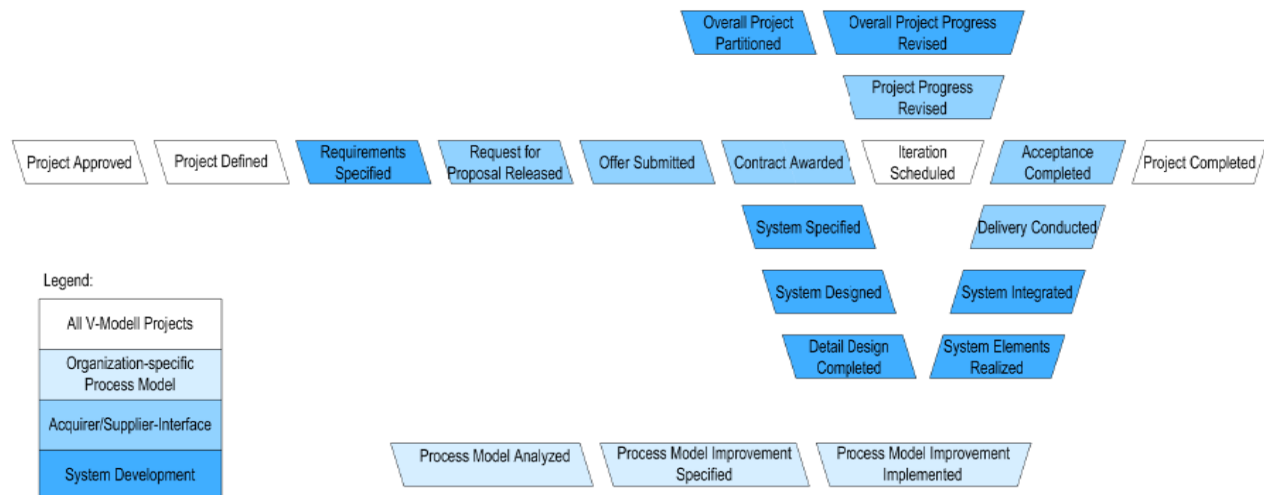 Overall Project
Partitioned
Overall Project Progress
Revised
Project Progress
Revised
Project Approved
Project Defined
Requirements
Specified
Request for
Proposal Released
Offer Submitted
Contract Awarded
Iteration
Scheduled
Acceptance
Completed
Project Completed
System Specified
Delivery Conducted
System Designed
System Integrated
Detail Design
Completed
System Elements
Realized
Legend:
All V-Modell Projects
Organization-specific
Process Model
Acquirer/Supplier-Interface
System Development
Process Model Analyzed
Process Model Improvement
Specified
Process Model Improvement
Implemented